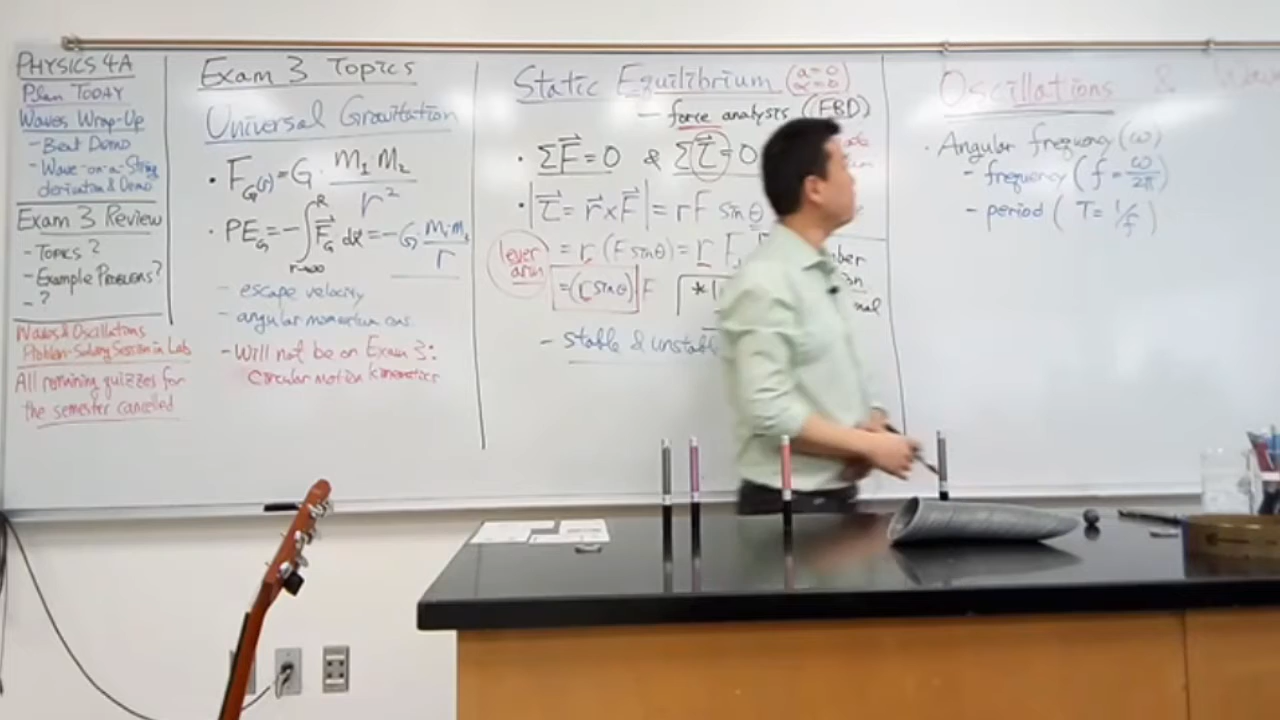 PHYSICS 4A
Plan TODAY
Waves Wrap-Up
- Beat Demo
- Wave-on-a-String
derivation & Demo
Exam 3 Review
- TOPICS?
- Example Problems?
- ?
Waves & Oscillations
Problem-Solving Session in Lab
All remaining quizzes for
the semester cancelled
Exam 3 Topics
Universal Gravitation
• F_G(r) = G · m₁m₂/r²
• PE_G = -∫_{r→∞}^{R} F⃗_G dr⃗ = -G m₁m₂/r
- escape velocity
- angular momentum cons.
- Will not be on Exam 3:
circular motion kinematics
Static Equilibrium (a=0
α=0)
- force analysis (FBD)
• ΣF⃗ = 0 & Στ⃗ = 0
• |τ⃗ = r⃗ x F⃗| = rF sin θ
lever
arm
= r (F sin θ) = r F
= (r sin θ) F
- stable & unstable
Oscillations &
• Angular frequency (ω)
- frequency (f = ω/2π)
- period (T = 1/f)